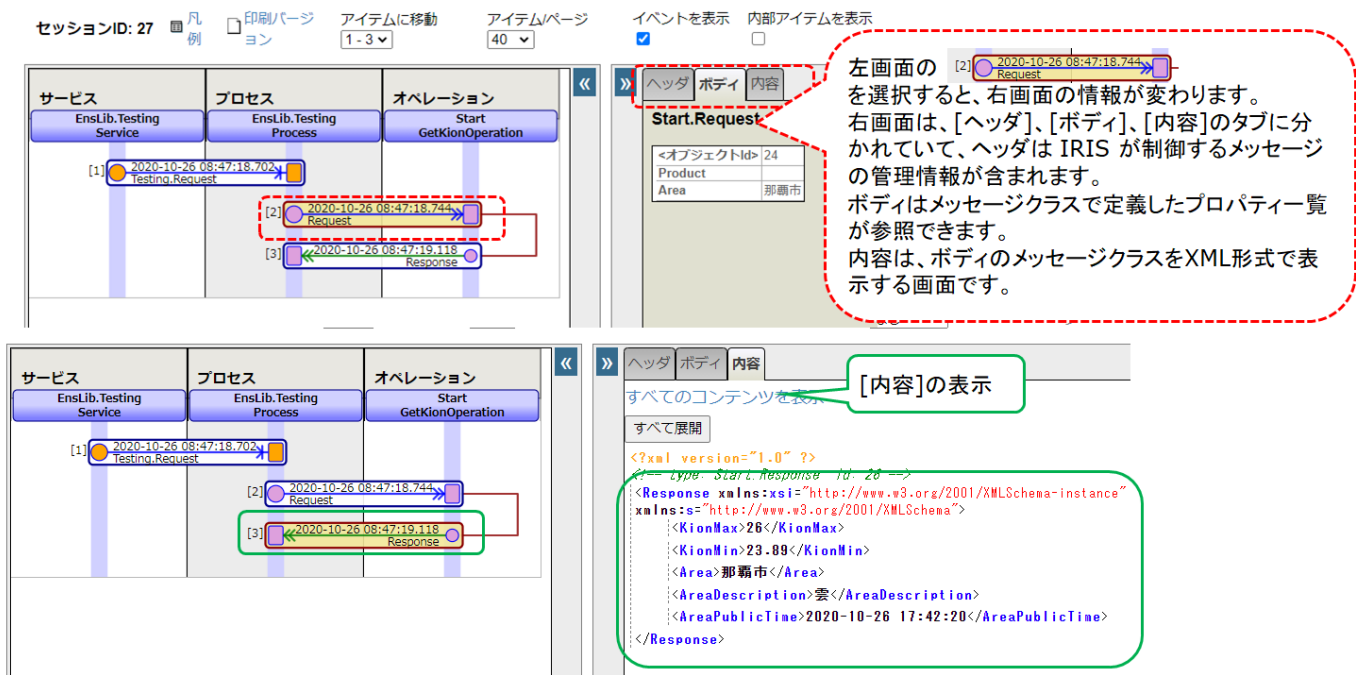 セッションID: 27
凡例
印刷バージョン
アイテムに移動
1 - 3
アイテム/ページ
40
イベントを表示
内部アイテムを表示
サービス
プロセス
オペレーション
EnsLib.Testing
Service
EnsLib.Testing
Process
Start
GetKionOperation
[1]
2020-10-26 08:47:18.702
Testing.Request
[2]
2020-10-26 08:47:18.744
Request
[3]
2020-10-26 08:47:19.118
Response
«
»
ヘッダ
ボディ
内容
Start.Request
<オブジェクトId> 24
Product
Area 那覇市
左画面の [2] 2020-10-26 08:47:18.744 Request
を選択すると、右画面の情報が変わります。
右画面は、[ヘッダ]、[ボディ]、[内容]のタブに分
かれていて、ヘッダは IRIS が制御するメッセージ
の管理情報が含まれます。
ボディはメッセージクラスで定義したプロパティ一覧
が参照できます。
内容は、ボディのメッセージクラスをXML形式で表
示する画面です。
サービス
プロセス
オペレーション
EnsLib.Testing
Service
EnsLib.Testing
Process
Start
GetKionOperation
[1]
2020-10-26 08:47:18.702
Testing.Request
[2]
2020-10-26 08:47:18.744
Request
[3]
2020-10-26 08:47:19.118
Response
«
»
ヘッダ
ボディ
内容
すべてのコンテンツを表示
[内容]の表示
すべて展開
<?xml version="1.0" ?>
<!-- type: Start.Response id: 28 -->
<Response xmlns:xsi="http://www.w3.org/2001/XMLSchema-instance"
xmlns:s="http://www.w3.org/2001/XMLSchema">
<KionMax>26</KionMax>
<KionMin>23.89</KionMin>
<Area>那覇市</Area>
<AreaDescription>雲</AreaDescription>
<AreaPublicTime>2020-10-26 17:42:20</AreaPublicTime>
</Response>